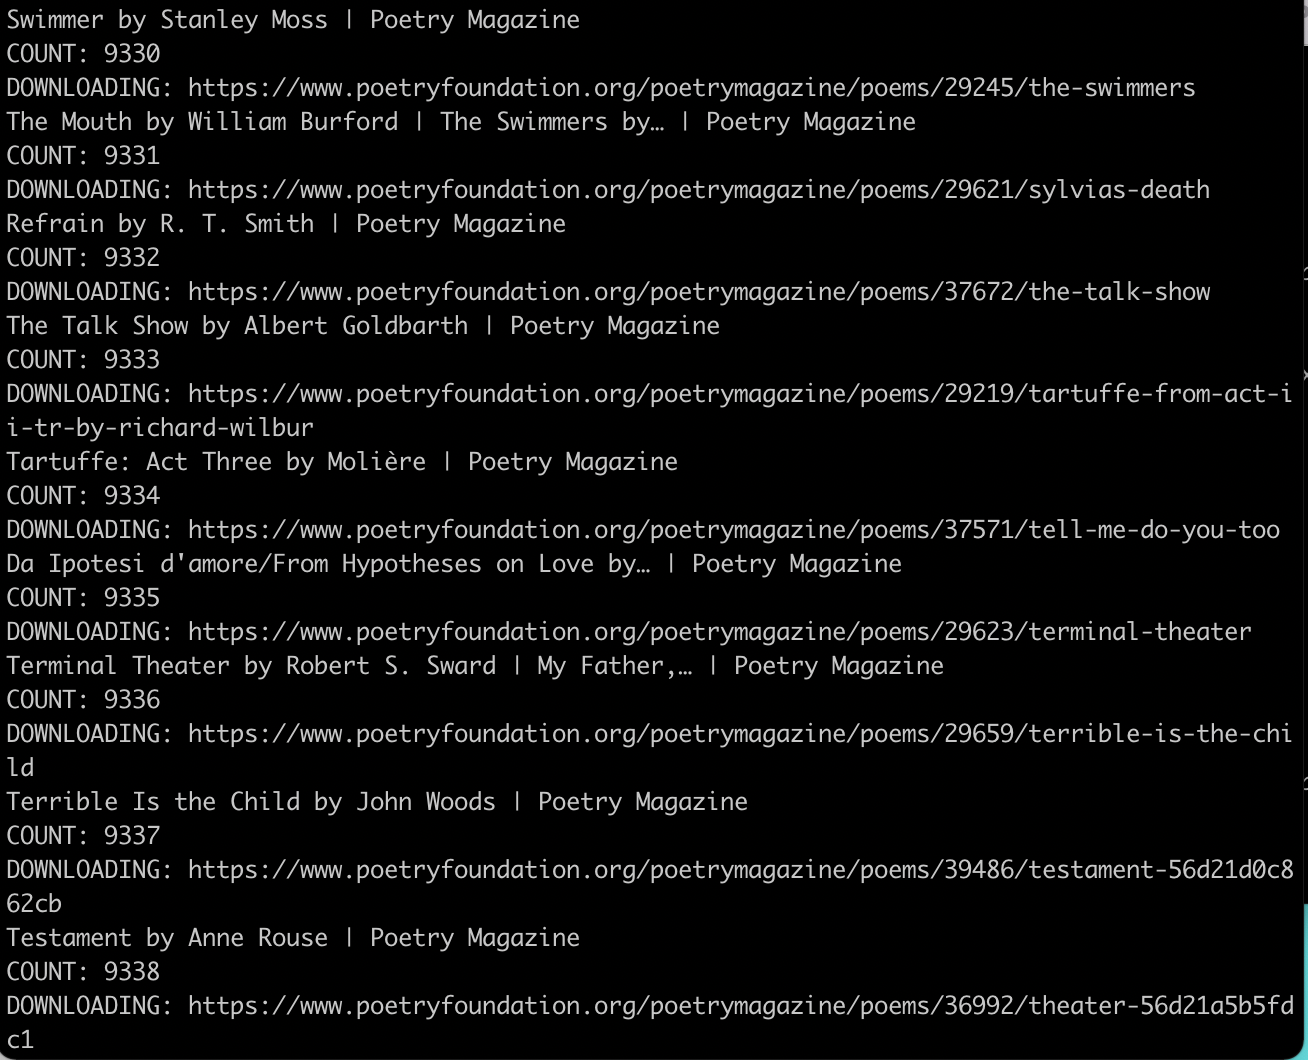 Swimmer by Stanley Moss | Poetry Magazine
COUNT: 9330
DOWNLOADING: https://www.poetryfoundation.org/poetrymagazine/poems/29245/the-swimmers
The Mouth by William Burford | The Swimmers by… | Poetry Magazine
COUNT: 9331
DOWNLOADING: https://www.poetryfoundation.org/poetrymagazine/poems/29621/sylvias-death
Refrain by R. T. Smith | Poetry Magazine
COUNT: 9332
DOWNLOADING: https://www.poetryfoundation.org/poetrymagazine/poems/37672/the-talk-show
The Talk Show by Albert Goldbarth | Poetry Magazine
COUNT: 9333
DOWNLOADING: https://www.poetryfoundation.org/poetrymagazine/poems/29219/tartuffe-from-act-i
i-tr-by-richard-wilbur
Tartuffe: Act Three by Molière | Poetry Magazine
COUNT: 9334
DOWNLOADING: https://www.poetryfoundation.org/poetrymagazine/poems/37571/tell-me-do-you-too
Da Ipotesi d'amore/From Hypotheses on Love by… | Poetry Magazine
COUNT: 9335
DOWNLOADING: https://www.poetryfoundation.org/poetrymagazine/poems/29623/terminal-theater
Terminal Theater by Robert S. Sward | My Father,… | Poetry Magazine
COUNT: 9336
DOWNLOADING: https://www.poetryfoundation.org/poetrymagazine/poems/29659/terrible-is-the-chi
ld
Terrible Is the Child by John Woods | Poetry Magazine
COUNT: 9337
DOWNLOADING: https://www.poetryfoundation.org/poetrymagazine/poems/39486/testament-56d21d0c8
62cb
Testament by Anne Rouse | Poetry Magazine
COUNT: 9338
DOWNLOADING: https://www.poetryfoundation.org/poetrymagazine/poems/36992/theater-56d21a5b5fd
c1